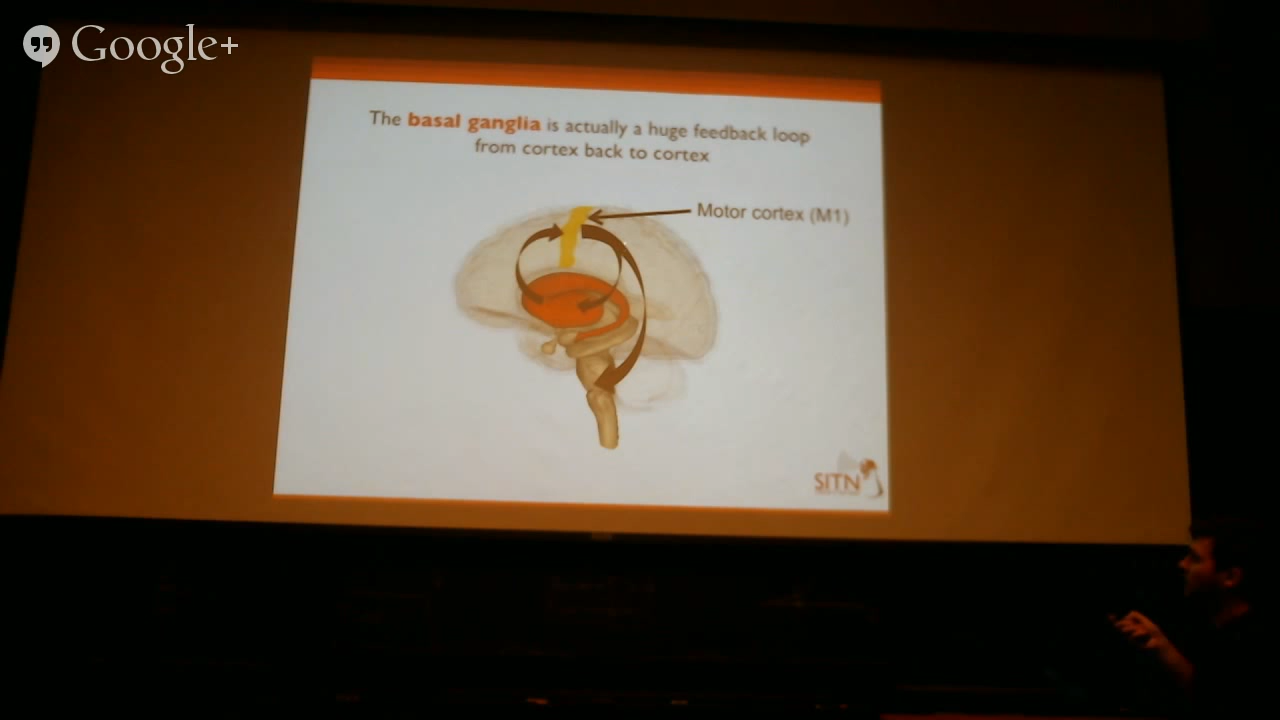 Google+
The basal ganglia is actually a huge feedback loop
from cortex back to cortex
Motor cortex (M1)
SITN